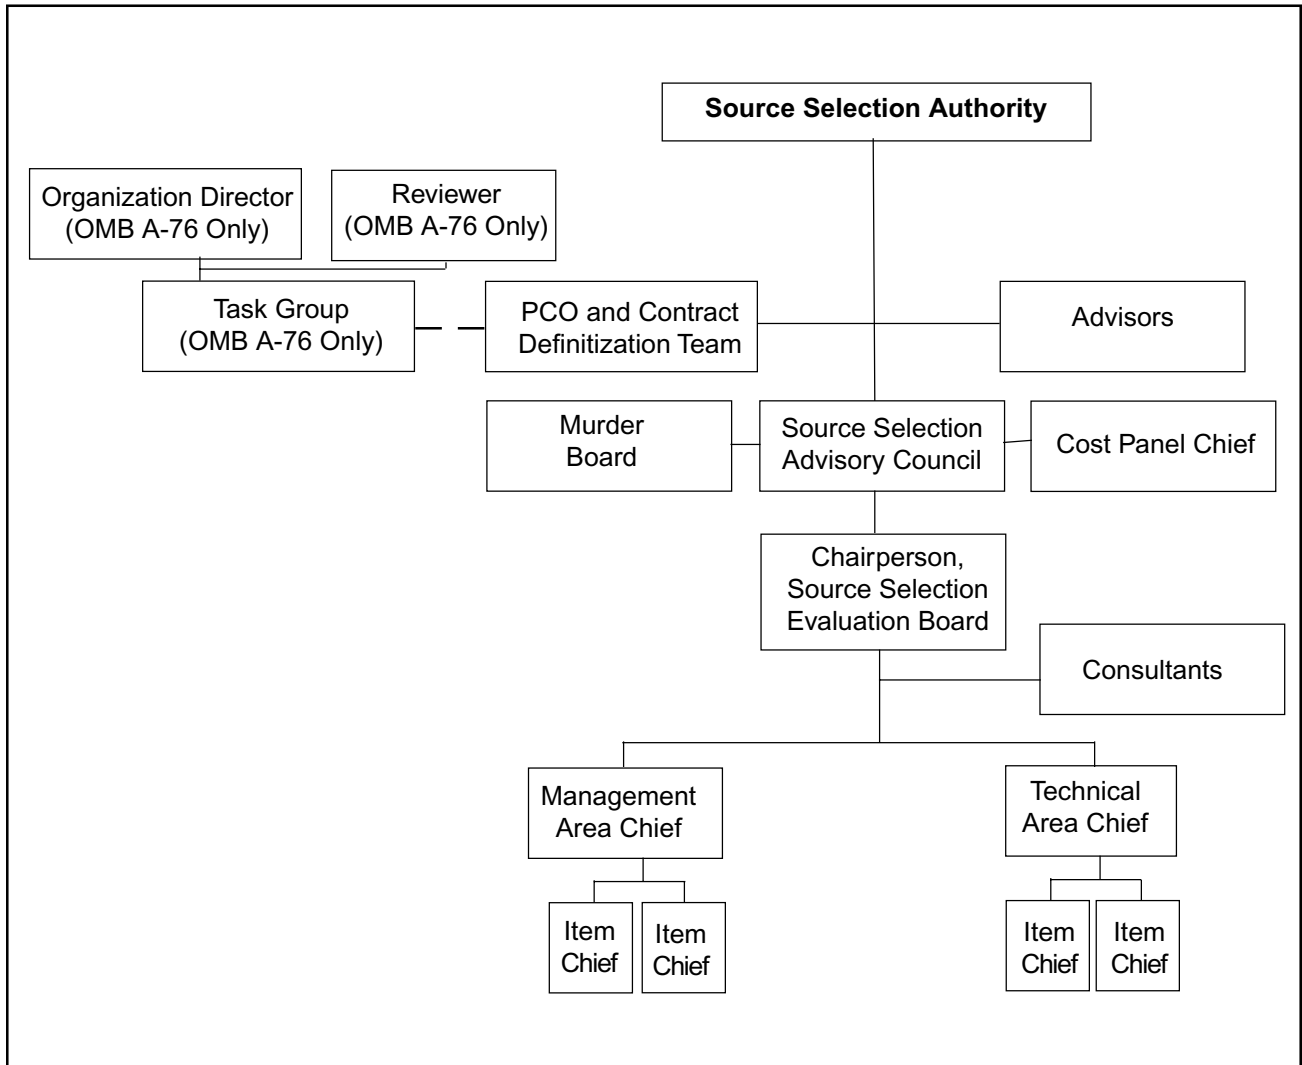 Source Selection Authority
Organization Director
(OMB A-76 Only)
Reviewer
(OMB A-76 Only)
Task Group
(OMB A-76 Only)
PCO and Contract
Definitization Team
Advisors
Murder
Board
Source Selection
Advisory Council
Cost Panel Chief
Chairperson,
Source Selection
Evaluation Board
Consultants
Management
Area Chief
Technical
Area Chief
Item
Chief
Item
Chief
Item
Chief
Item
Chief